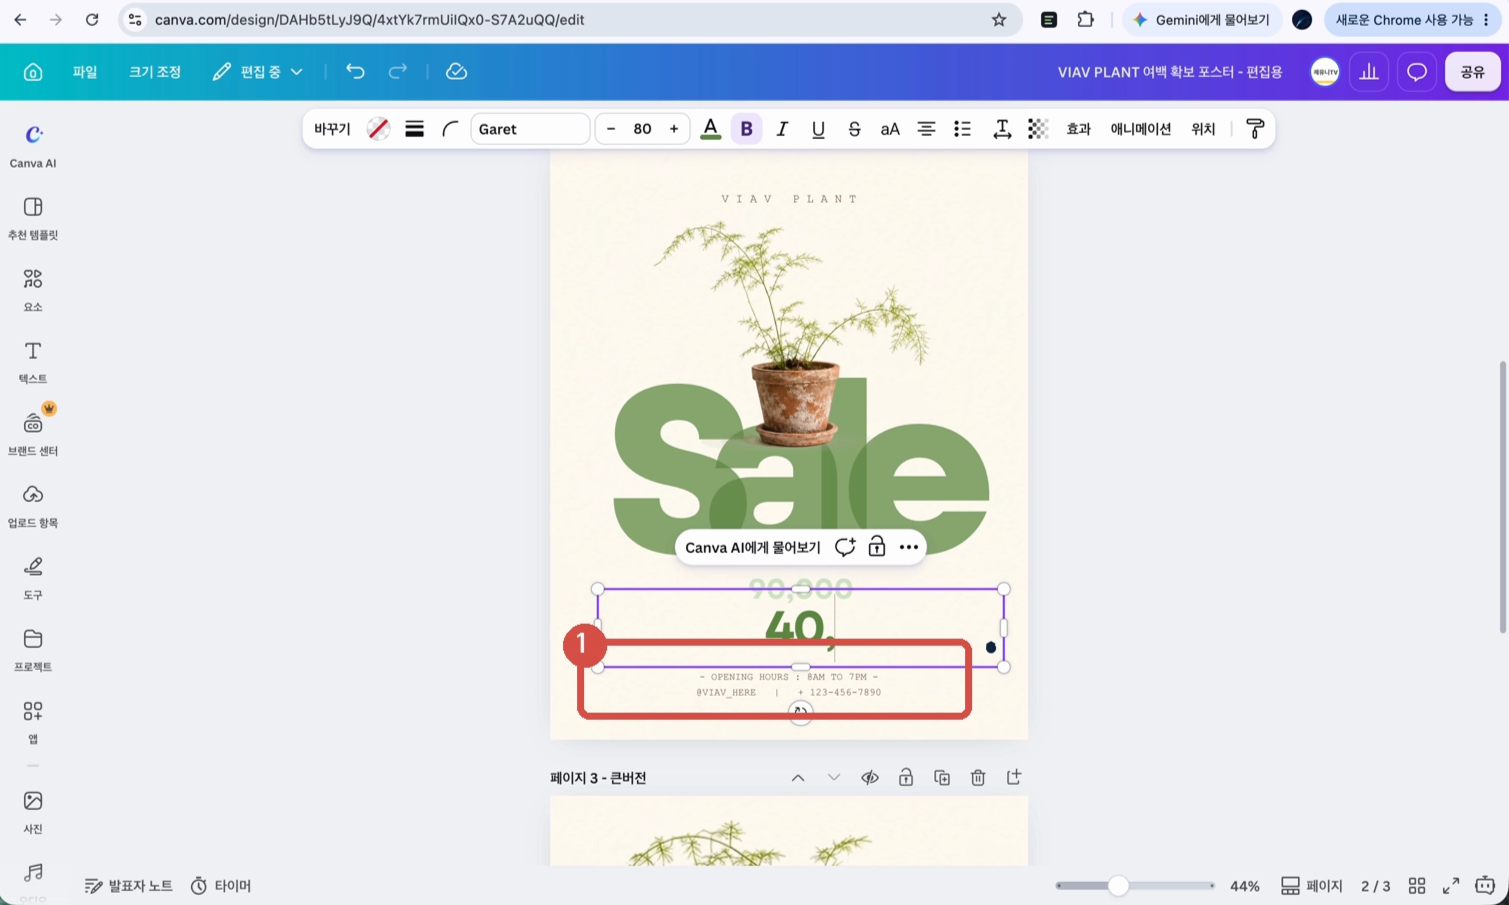 canva.com/design/DAHb5tLyJ9Q/4xtYk7rmUiIQx0-S7A2uQQ/edit
Gemini에게 물어보기
새로운 Chrome 사용 가능
파일
크기 조정
편집 중
VIAV PLANT 여백 확보 포스터 - 편집용
공유
바꾸기
Garet
– 80 +
A
B
I
U
S
aA
효과
애니메이션
위치
Canva AI
추천 템플릿
요소
텍스트
브랜드 센터
업로드 항목
도구
프로젝트
앱
사진
VIAV PLANT
Sale
Canva AI에게 물어보기
90,000
40,
1
- OPENING HOURS : 8AM TO 7PM -
@VIAV_HERE | + 123-456-7890
페이지 3 - 큰버전
발표자 노트
타이머
44%
페이지
2 / 3